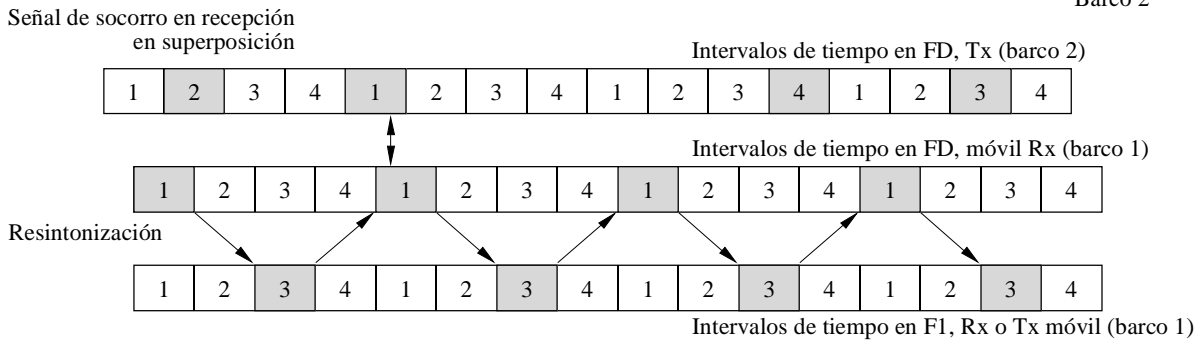 Barco 2
Señal de socorro en recepción
en superposición
Intervalos de tiempo en FD, Tx (barco 2)
1 2 3 4 1 2 3 4 1 2 3 4 1 2 3 4
Intervalos de tiempo en FD, móvil Rx (barco 1)
1 2 3 4 1 2 3 4 1 2 3 4 1 2 3 4
Resintonización
1 2 3 4 1 2 3 4 1 2 3 4 1 2 3 4
Intervalos de tiempo en F1, Rx o Tx móvil (barco 1)